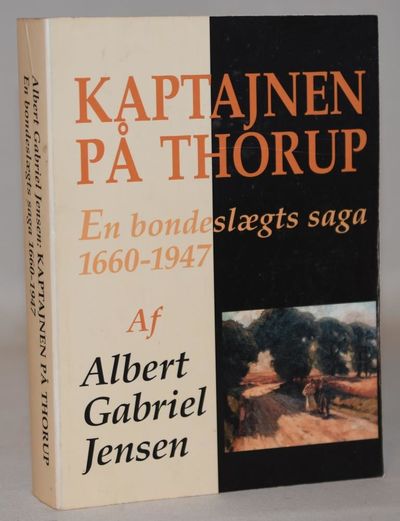 KAPTAJNEN
PÅ THORUP
En bondeslægts saga
1660-1947
Af
Albert
Gabriel
Jensen
Albert Gabriel Jensen: KAPTAJNEN PÅ THORUP
En bondeslægts saga 1660-1947